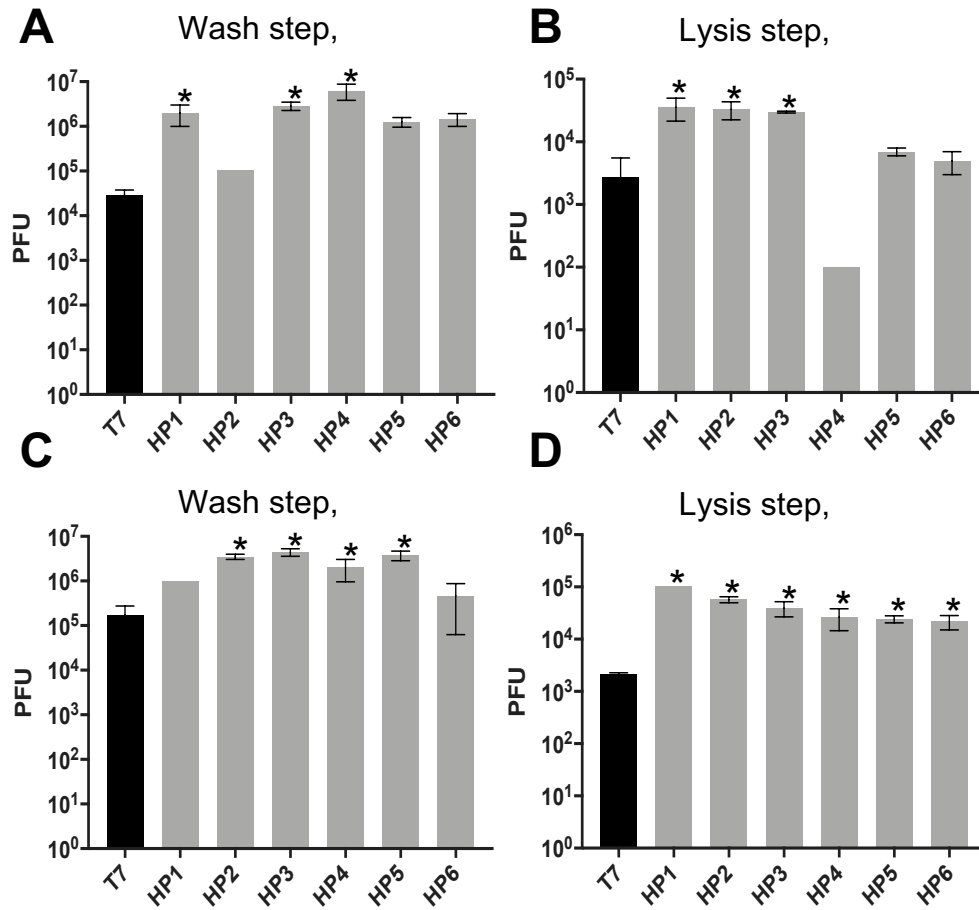 A
Wash step,
PFU
10⁷
10⁶
10⁵
10⁴
10³
10²
10¹
10⁰
*
*
*
T7
HP1
HP2
HP3
HP4
HP5
HP6
B
Lysis step,
PFU
10⁵
10⁴
10³
10²
10¹
10⁰
*
*
*
T7
HP1
HP2
HP3
HP4
HP5
HP6
C
Wash step,
PFU
10⁷
10⁶
10⁵
10⁴
10³
10²
10¹
10⁰
*
*
*
*
T7
HP1
HP2
HP3
HP4
HP5
HP6
D
Lysis step,
PFU
10⁶
10⁵
10⁴
10³
10²
10¹
10⁰
*
*
*
*
*
*
T7
HP1
HP2
HP3
HP4
HP5
HP6